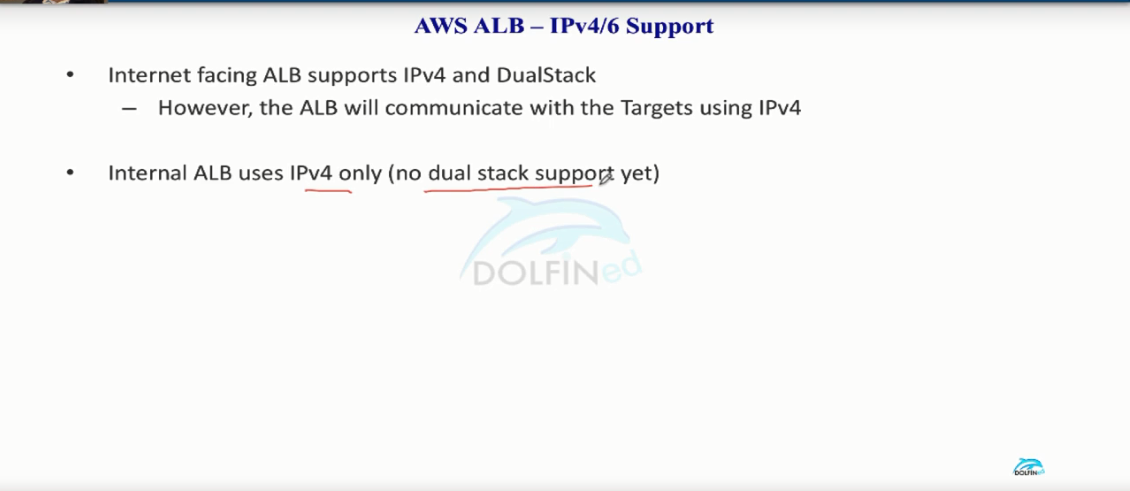 AWS ALB – IPv4/6 Support
• Internet facing ALB supports IPv4 and DualStack
– However, the ALB will communicate with the Targets using IPv4
• Internal ALB uses IPv4 only (no dual stack support yet)
DOLFINed
DOLFINed